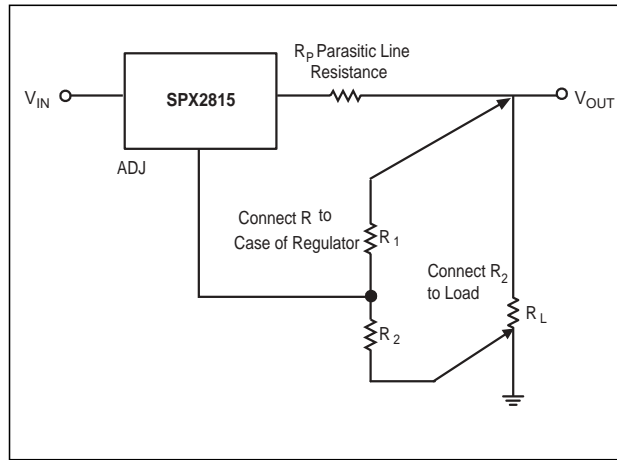 R_P Parasitic Line
Resistance
V_IN
SPX2815
V_OUT
ADJ
Connect R to
Case of Regulator
R_1
Connect R_2
to Load
R_L
R_2